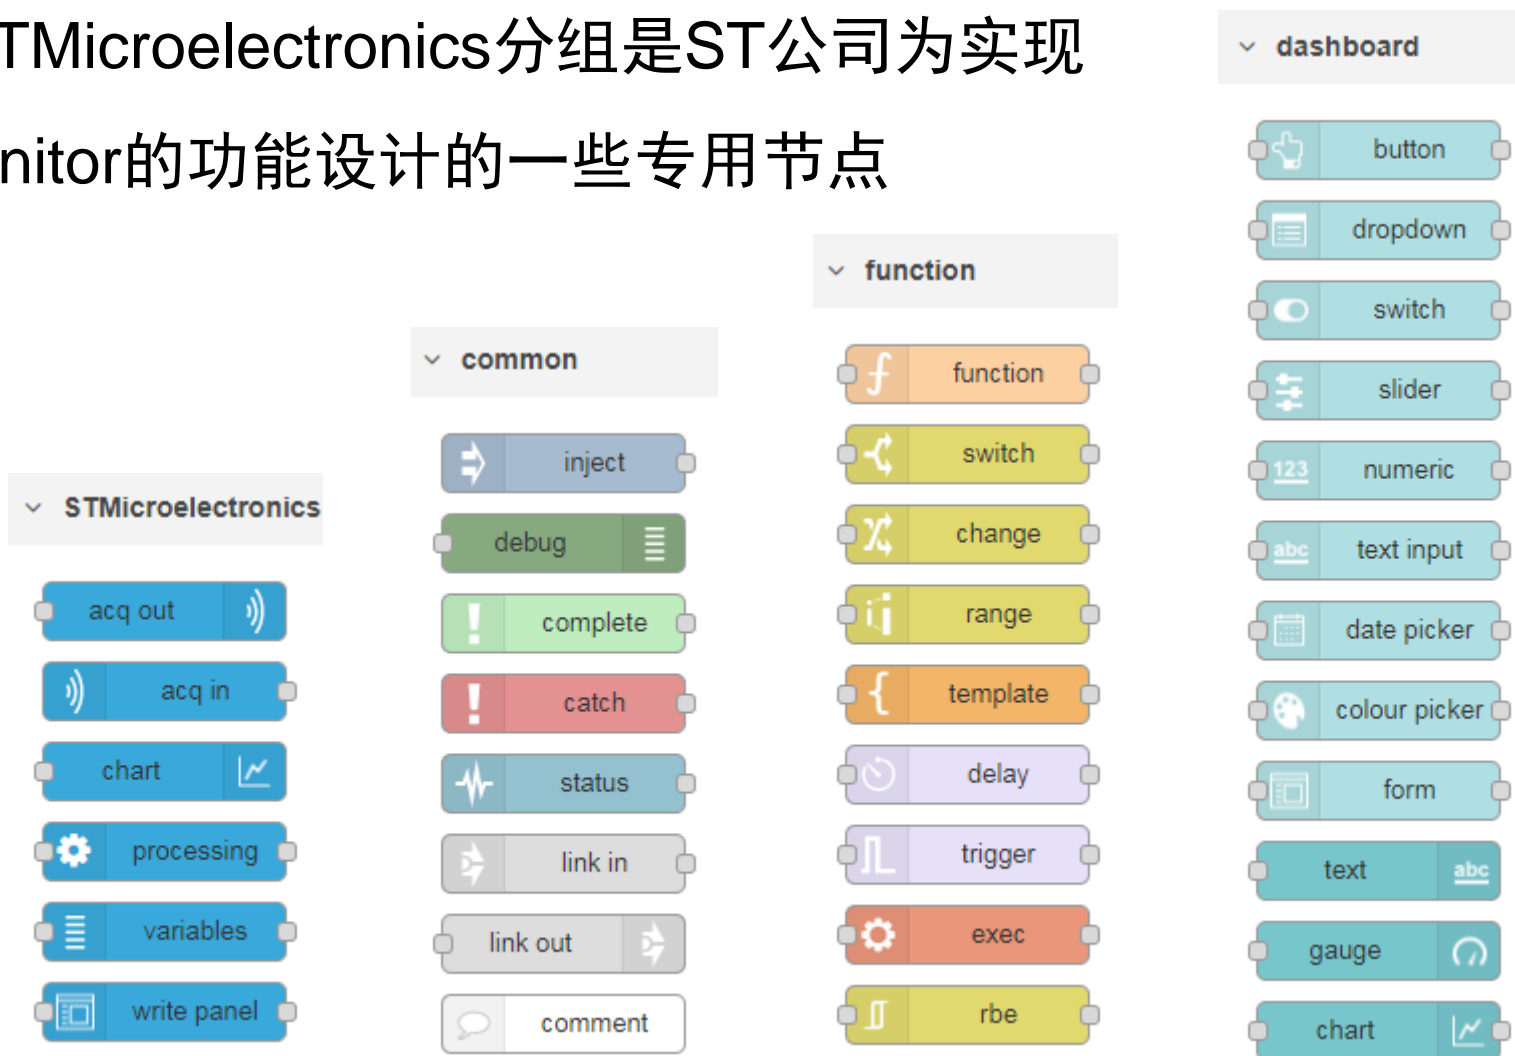 TMicroelectronics分组是ST公司为实现
nitor的功能设计的一些专用节点
STMicroelectronics
acq out
acq in
chart
processing
variables
write panel
common
inject
debug
complete
catch
status
link in
link out
comment
function
function
switch
change
range
template
delay
trigger
exec
rbe
dashboard
button
dropdown
switch
slider
123
numeric
abc
text input
date picker
colour picker
form
text
abc
gauge
chart